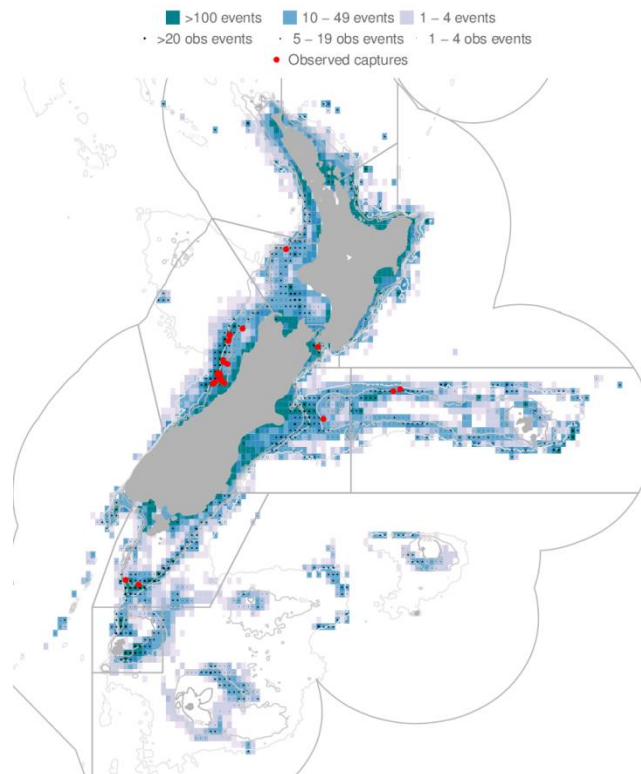 >100 events 10 – 49 events 1 – 4 events
>20 obs events 5 – 19 obs events 1 – 4 obs events
Observed captures